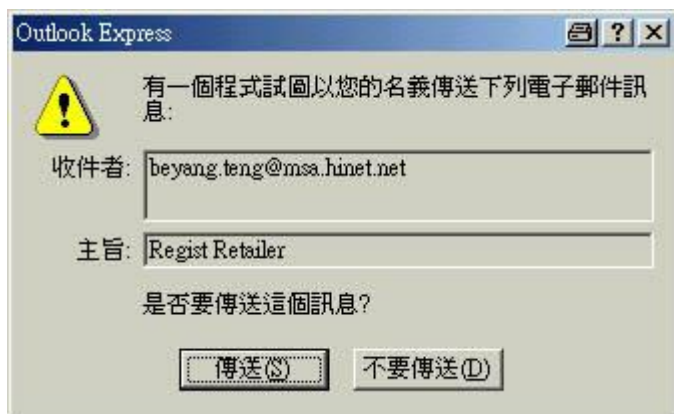 Outlook Express
有一個程式試圖以您的名義傳送下列電子郵件訊
息:
收件者: beyang.teng@msa.hinet.net
主旨: Regist Retailer
是否要傳送這個訊息?
傳送(S) 不要傳送(D)